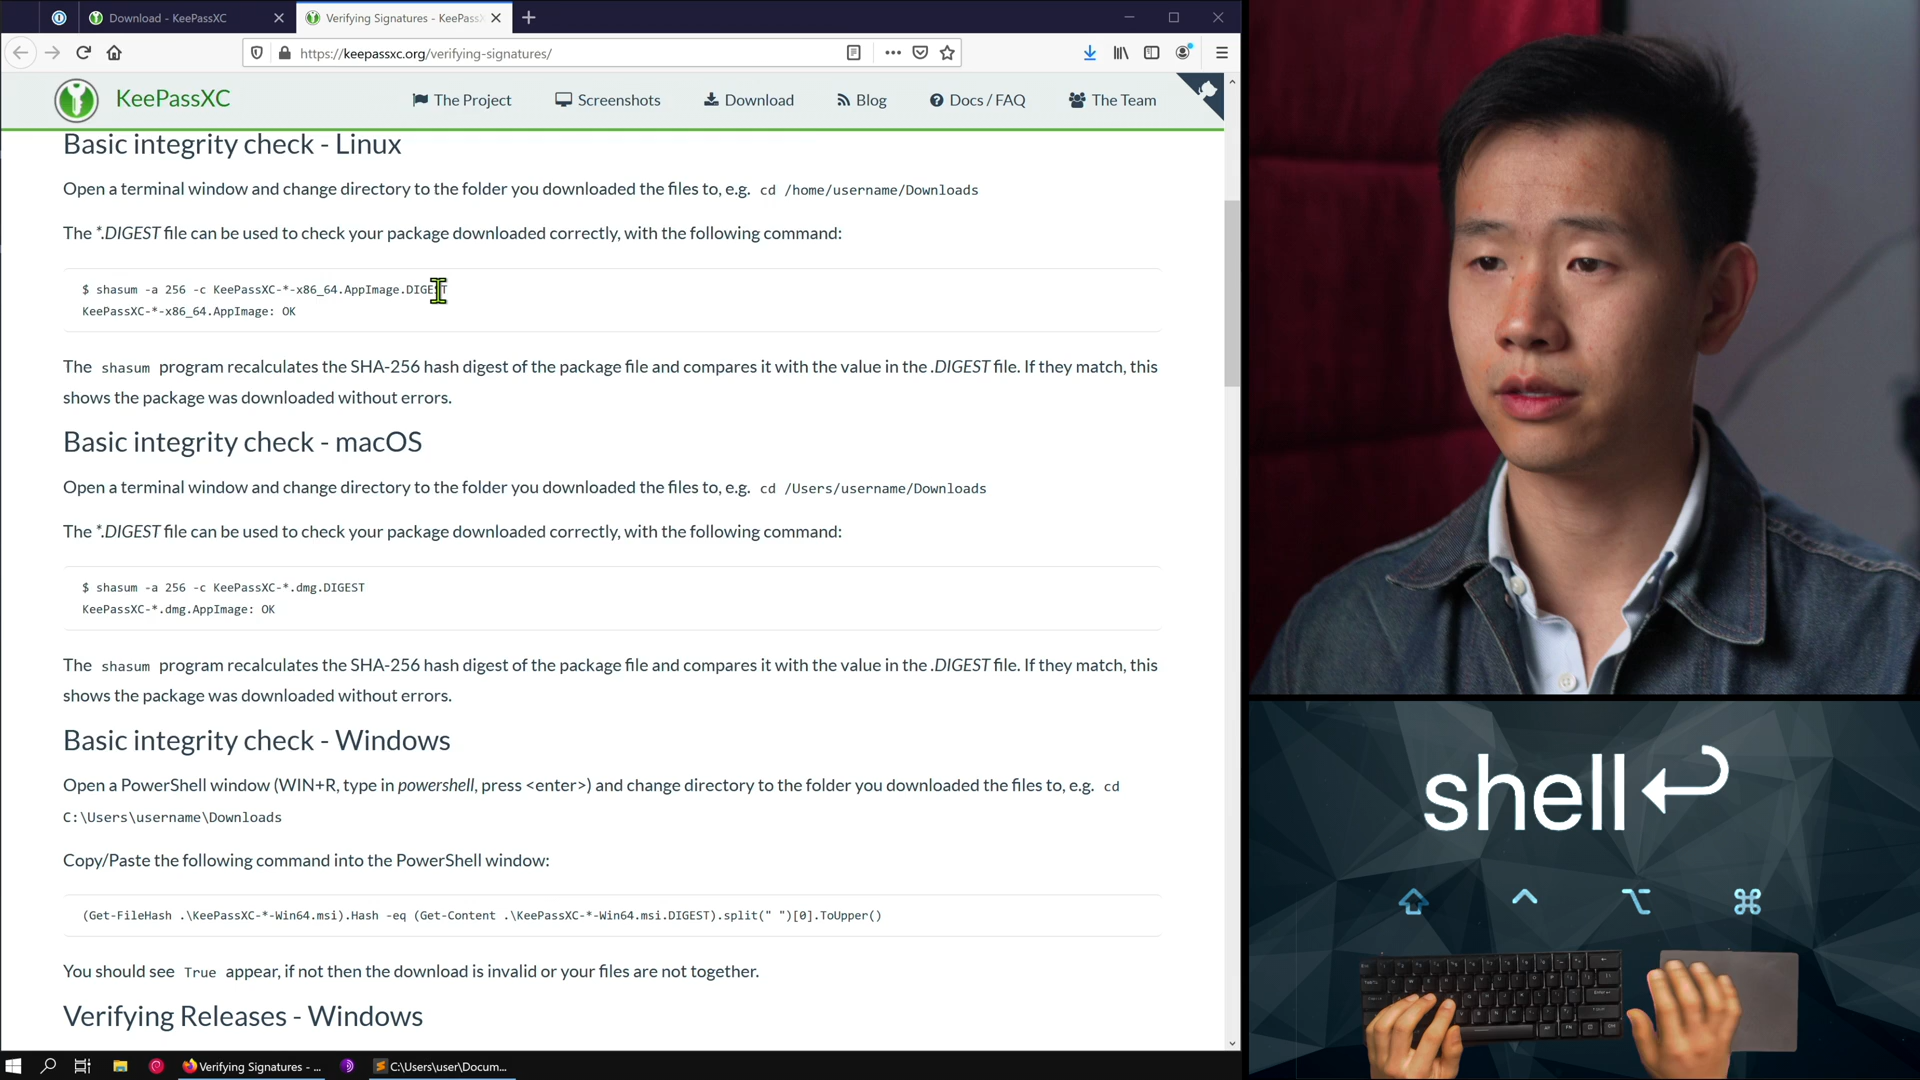 Download - KeePassXC
Verifying Signatures - KeePassXC
https://keepassxc.org/verifying-signatures/
KeePassXC
The Project
Screenshots
Download
Blog
Docs / FAQ
The Team
Basic integrity check - Linux
Open a terminal window and change directory to the folder you downloaded the files to, e.g. cd /home/username/Downloads
The *.DIGEST file can be used to check your package downloaded correctly, with the following command:
$ shasum -a 256 -c KeePassXC-*-x86_64.AppImage.DIGEST
KeePassXC-*-x86_64.AppImage: OK
The shasum program recalculates the SHA-256 hash digest of the package file and compares it with the value in the .DIGEST file. If they match, this
shows the package was downloaded without errors.
Basic integrity check - macOS
Open a terminal window and change directory to the folder you downloaded the files to, e.g. cd /Users/username/Downloads
The *.DIGEST file can be used to check your package downloaded correctly, with the following command:
$ shasum -a 256 -c KeePassXC-*.dmg.DIGEST
KeePassXC-*.dmg.AppImage: OK
The shasum program recalculates the SHA-256 hash digest of the package file and compares it with the value in the .DIGEST file. If they match, this
shows the package was downloaded without errors.
Basic integrity check - Windows
Open a PowerShell window (WIN+R, type in powershell, press <enter>) and change directory to the folder you downloaded the files to, e.g. cd
C:\Users\username\Downloads
Copy/Paste the following command into the PowerShell window:
(Get-FileHash .\KeePassXC-*-Win64.msi).Hash -eq (Get-Content .\KeePassXC-*-Win64.msi.DIGEST).split(" ")[0].ToUpper()
You should see True appear, if not then the download is invalid or your files are not together.
Verifying Releases - Windows
Verifying Signatures - ...
C:\Users\user\Docum...
shell